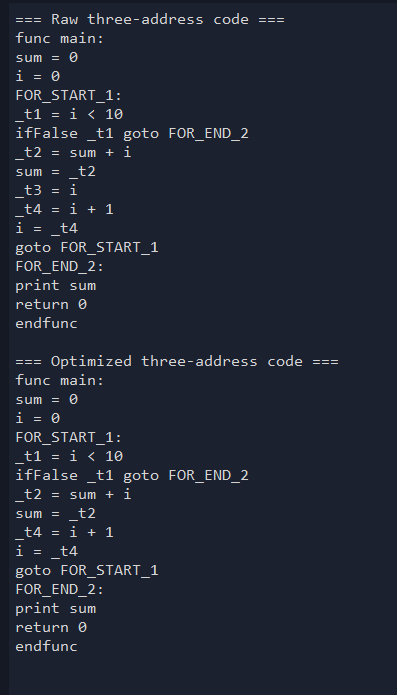 === Raw three-address code ===
func main:
sum = 0
i = 0
FOR_START_1:
_t1 = i < 10
ifFalse _t1 goto FOR_END_2
_t2 = sum + i
sum = _t2
_t3 = i
_t4 = i + 1
i = _t4
goto FOR_START_1
FOR_END_2:
print sum
return 0
endfunc

=== Optimized three-address code ===
func main:
sum = 0
i = 0
FOR_START_1:
_t1 = i < 10
ifFalse _t1 goto FOR_END_2
_t2 = sum + i
sum = _t2
_t4 = i + 1
i = _t4
goto FOR_START_1
FOR_END_2:
print sum
return 0
endfunc